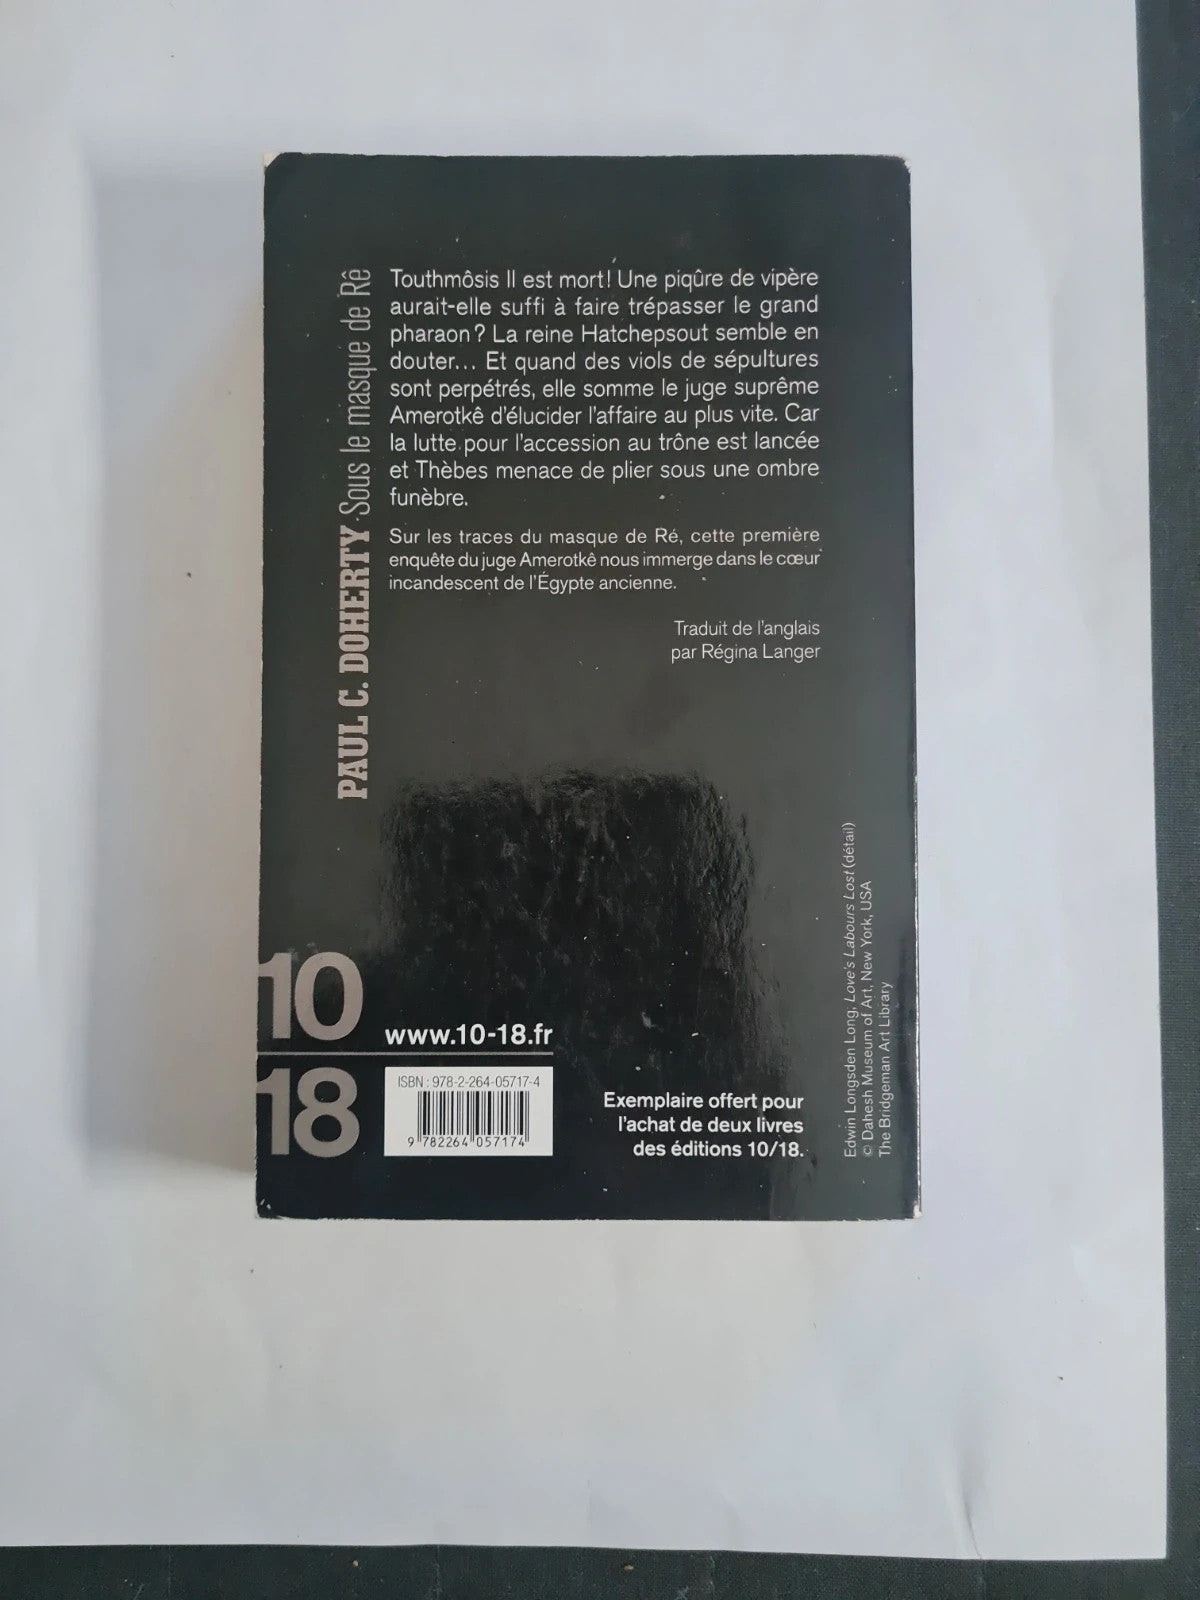 PAUL C. DOHERTY · Sous le masque de Rê
Touthmôsis II est mort! Une piqûre de vipère
aurait-elle suffi à faire trépasser le grand
pharaon? La reine Hatchepsout semble en
douter... Et quand des viols de sépultures
sont perpétrés, elle somme le juge suprême
Amerotkê d'élucider l'affaire au plus vite. Car
la lutte pour l'accession au trône est lancée
et Thèbes menace de plier sous une ombre
funèbre.
Sur les traces du masque de Ré, cette première
enquête du juge Amerotkê nous immerge dans le cœur
incandescent de l'Égypte ancienne.
Traduit de l'anglais
par Régina Langer
10
18
www.10-18.fr
ISBN : 978-2-264-05717-4
9 782264 057174
Exemplaire offert pour
l'achat de deux livres
des éditions 10/18.
Edwin Longsden Long, Love's Labours Lost (détail)
© Dahesh Museum of Art, New York, USA
The Bridgeman Art Library